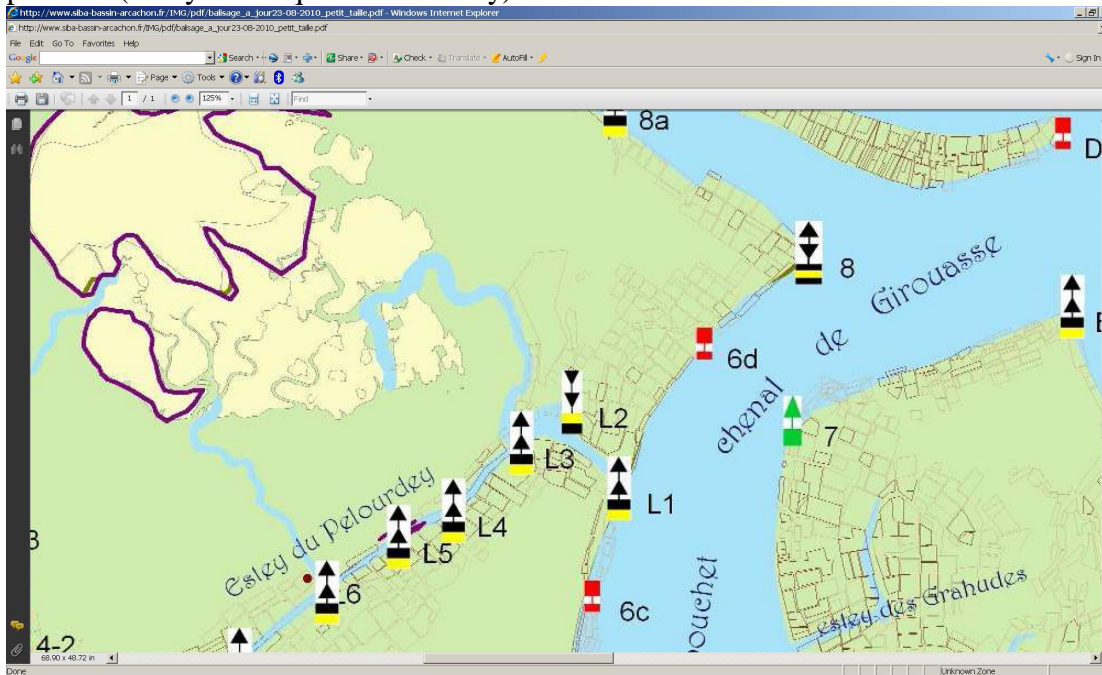 http://www.siba-bassin-arcachon.fr/IMG/pdf/balisage_a_jour23-08-2010_petit_taille.pdf - Windows Internet Explorer
http://www.siba-bassin-arcachon.fr/IMG/pdf/balisage_a_jour23-08-2010_petit_taille.pdf
File Edit Go To Favorites Help
Google Search Share Check Translate AutoFill Sign In
Page Tools
1 / 1 125% Find
8a
D
8
Girouasse
de
chenal
6d
7
L2
L3
L1
L4
L5
Estey du Pelourdey
6
6c
ouchet
esley des Grahudes
3
4-2
68.90 x 48.72 in
Done Unknown Zone